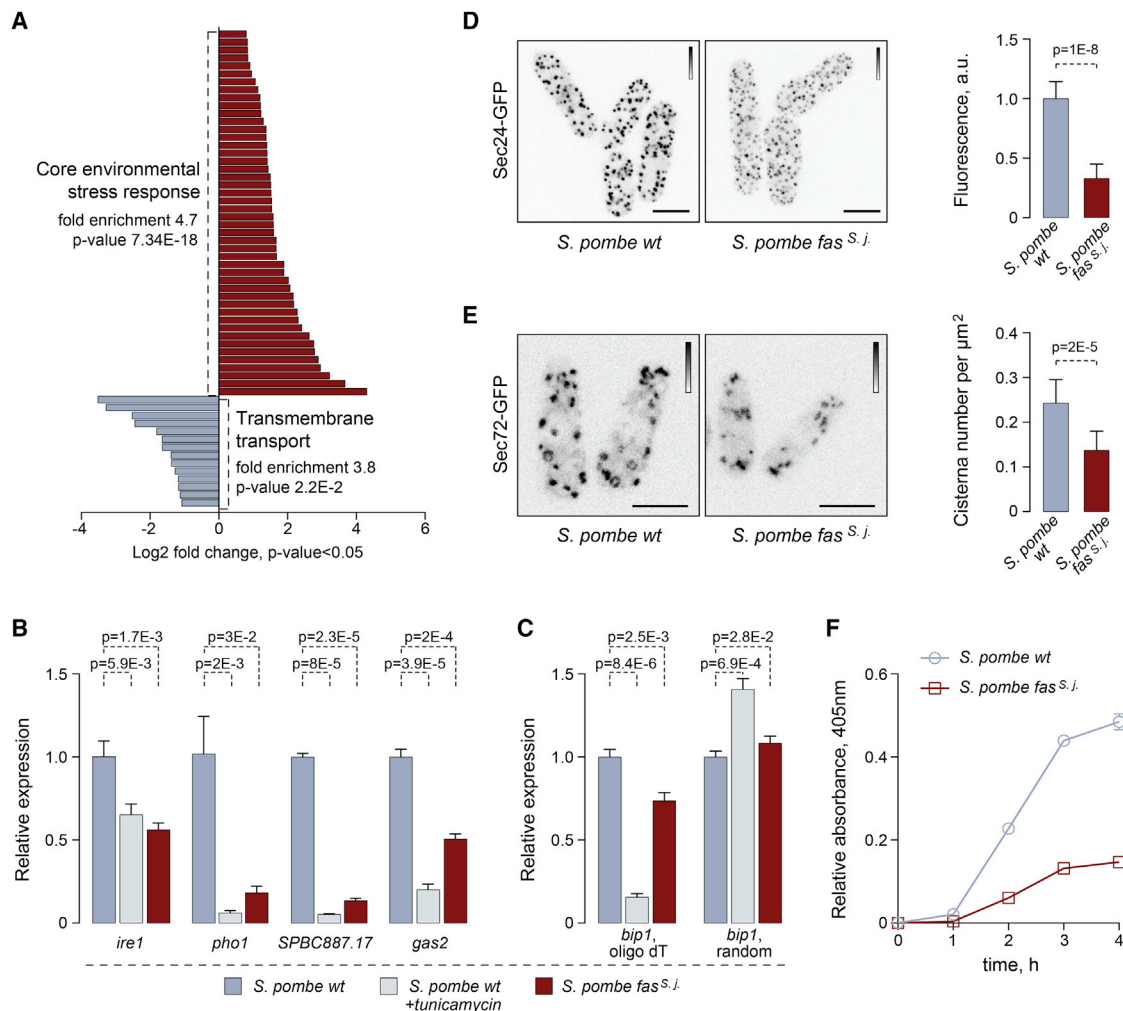 A
Core environmental
stress response
fold enrichment 4.7
p-value 7.34E-18
Transmembrane
transport
fold enrichment 3.8
p-value 2.2E-2
-4 -2 0 2 4 6
Log2 fold change, p-value<0.05
D
Sec24-GFP
S. pombe wt
S. pombe fas S. j.
Fluorescence, a.u.
1.5
1.0
0.5
0
p=1E-8
S. pombe
wt
S. pombe
fas S. j.
E
Sec72-GFP
S. pombe wt
S. pombe fas S. j.
Cisterna number per µm2
0.4
0.3
0.2
0.1
0
p=2E-5
S. pombe
wt
S. pombe
fas S. j.
B
p=1.7E-3 p=3E-2 p=2.3E-5 p=2E-4
p=5.9E-3 p=2E-3 p=8E-5 p=3.9E-5
Relative expression
1.5
1.0
0.5
0
ire1 pho1 SPBC887.17 gas2
C
p=2.5E-3 p=2.8E-2
p=8.4E-6 p=6.9E-4
Relative expression
1.5
1.0
0.5
0
bip1, bip1,
oligo dT random
S. pombe wt
S. pombe wt
+tunicamycin
S. pombe fas S. j.
F
S. pombe wt
S. pombe fas S. j.
Relative absorbance, 405nm
0.6
0.4
0.2
0
0 1 2 3 4
time, h